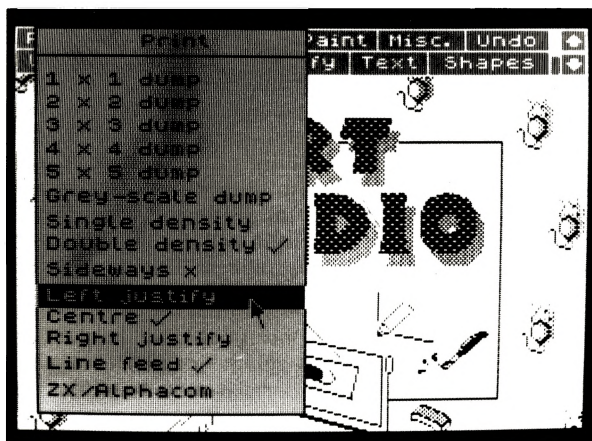 Print Paint Misc. Undo
fy Text Shapes
1 x 1 dump
2 x 2 dump
3 x 3 dump
4 x 4 dump
5 x 5 dump
Grey-scale dump
Single density
Double density ✓
Sideways x
Left justify
Centre ✓
Right justify
Line feed ✓
ZX/Alphacom
RT
DIO